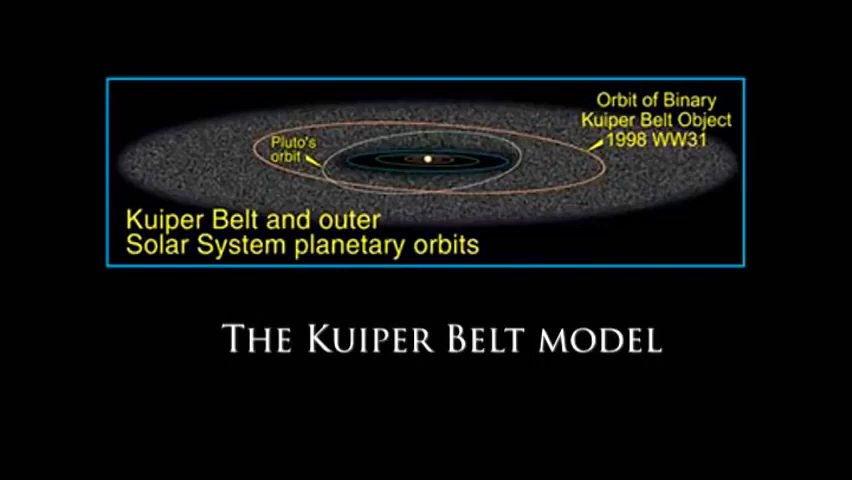 Orbit of Binary
Kuiper Belt Object
1998 WW31
Pluto's
orbit
Kuiper Belt and outer
Solar System planetary orbits
The Kuiper Belt model